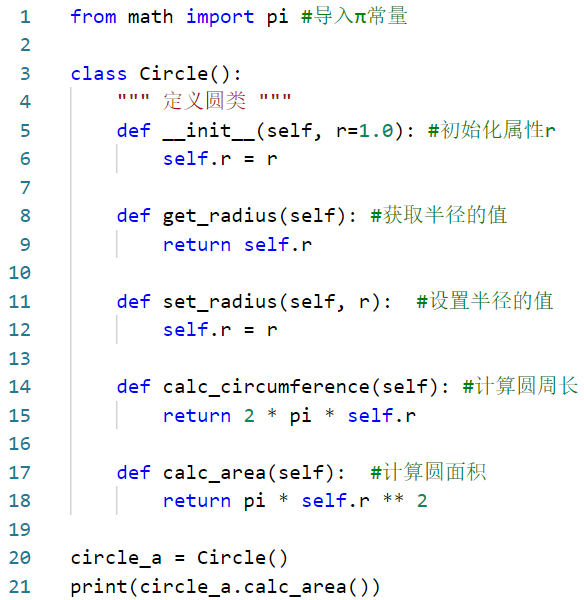 1 from math import pi #导入π常量
2
3 class Circle():
4     """ 定义圆类 """
5     def __init__(self, r=1.0): #初始化属性r
6         self.r = r
7
8     def get_radius(self): #获取半径的值
9         return self.r
10
11     def set_radius(self, r):  #设置半径的值
12         self.r = r
13
14     def calc_circumference(self): #计算圆周长
15         return 2 * pi * self.r
16
17     def calc_area(self):  #计算圆面积
18         return pi * self.r ** 2
19
20 circle_a = Circle()
21 print(circle_a.calc_area())